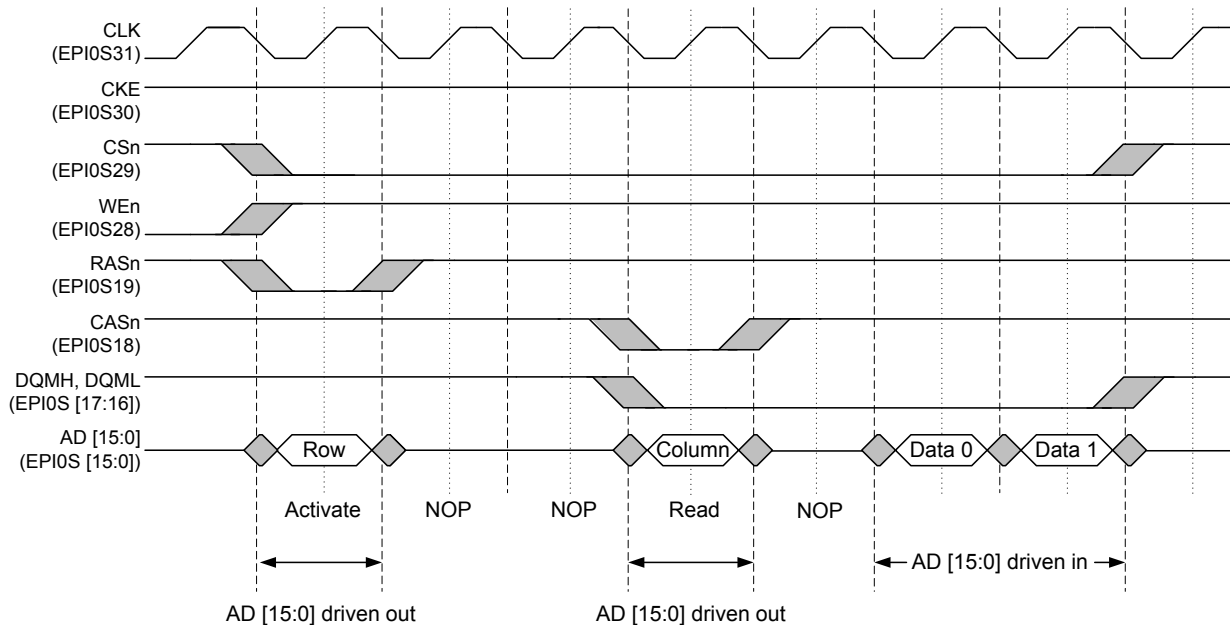 CLK
(EPI0S31)
CKE
(EPI0S30)
CSn
(EPI0S29)
WEn
(EPI0S28)
RASn
(EPI0S19)
CASn
(EPI0S18)
DQMH, DQML
(EPI0S [17:16])
AD [15:0]
(EPI0S [15:0])
Row
Column
Data 0
Data 1
Activate
NOP
NOP
Read
NOP
AD [15:0] driven in
AD [15:0] driven out
AD [15:0] driven out